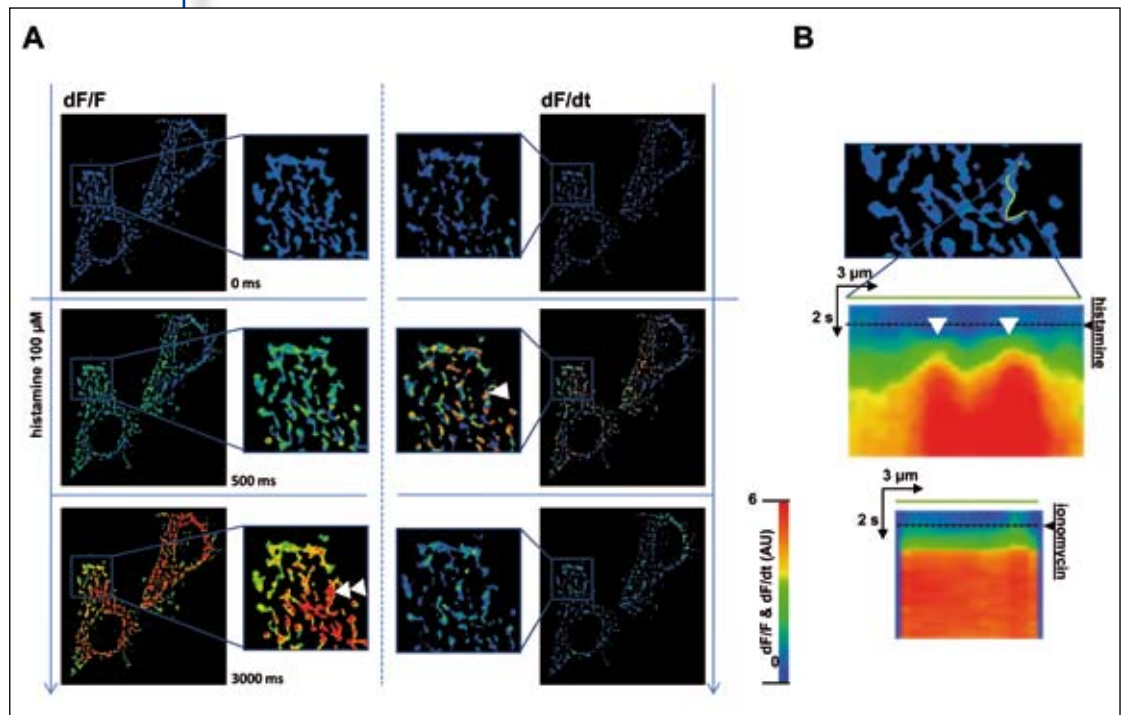 A
B
dF/F
dF/dt
histamine 100 µM
0 ms
500 ms
3000 ms
6
dF/F & dF/dt (AU)
0
3 µm
2 s
histamine
3 µm
2 s
ionomycin